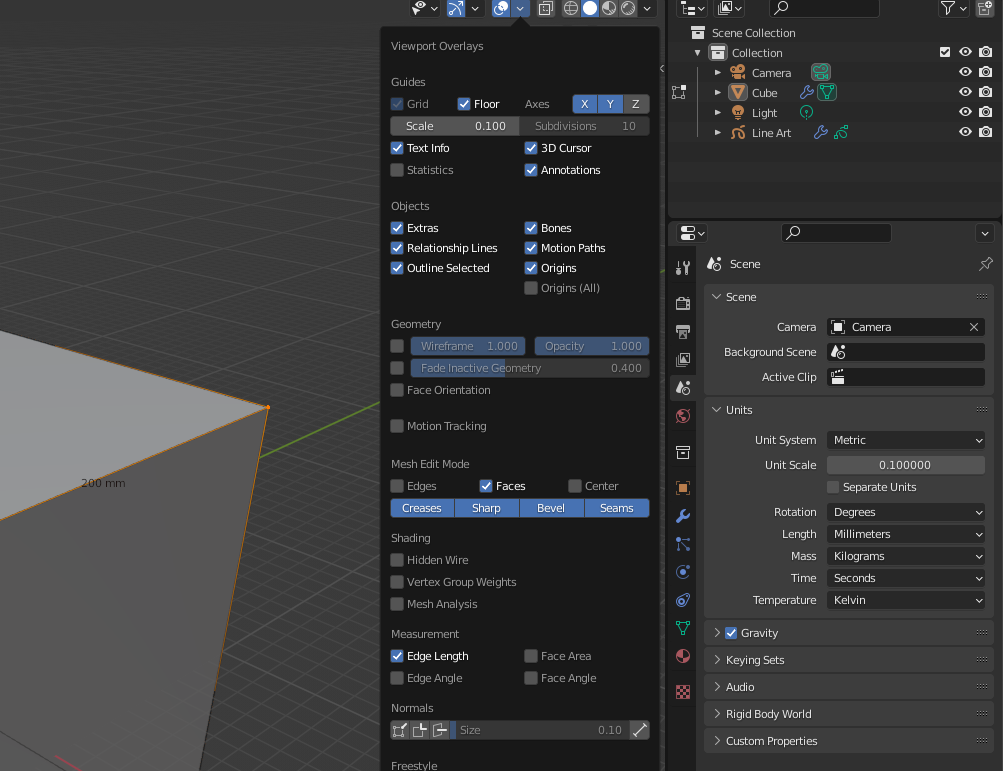 Viewport Overlays
Guides
Grid
Floor
Axes
X
Y
Z
Scale 0.100
Subdivisions 10
Text Info
3D Cursor
Statistics
Annotations
Objects
Extras
Bones
Relationship Lines
Motion Paths
Outline Selected
Origins
Origins (All)
Geometry
Wireframe 1.000
Opacity 1.000
Fade Inactive Geometry 0.400
Face Orientation
Motion Tracking
Mesh Edit Mode
Edges
Faces
Center
Creases
Sharp
Bevel
Seams
Shading
Hidden Wire
Vertex Group Weights
Mesh Analysis
Measurement
Edge Length
Face Area
Edge Angle
Face Angle
Normals
Size 0.10
Freestyle
200 mm
Scene Collection
Collection
Camera
Cube
Light
Line Art
Scene
Scene
Camera Camera
Background Scene
Active Clip
Units
Unit System Metric
Unit Scale 0.100000
Separate Units
Rotation Degrees
Length Millimeters
Mass Kilograms
Time Seconds
Temperature Kelvin
Gravity
Keying Sets
Audio
Rigid Body World
Custom Properties